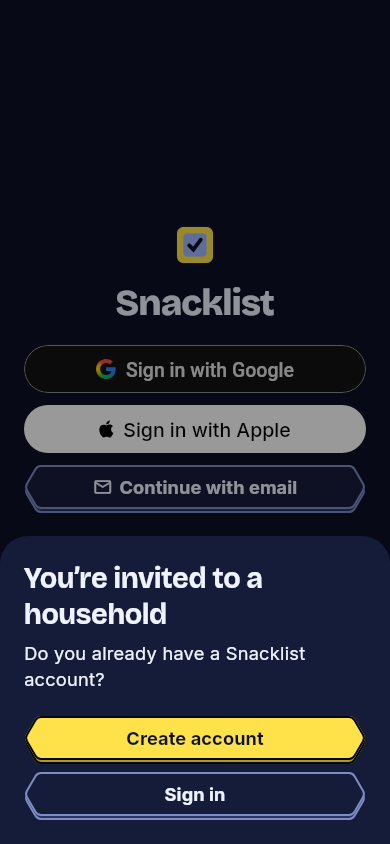 Snacklist
Sign in with Google
Sign in with Apple
Continue with email
You’re invited to a
household
Do you already have a Snacklist
account?
Create account
Sign in